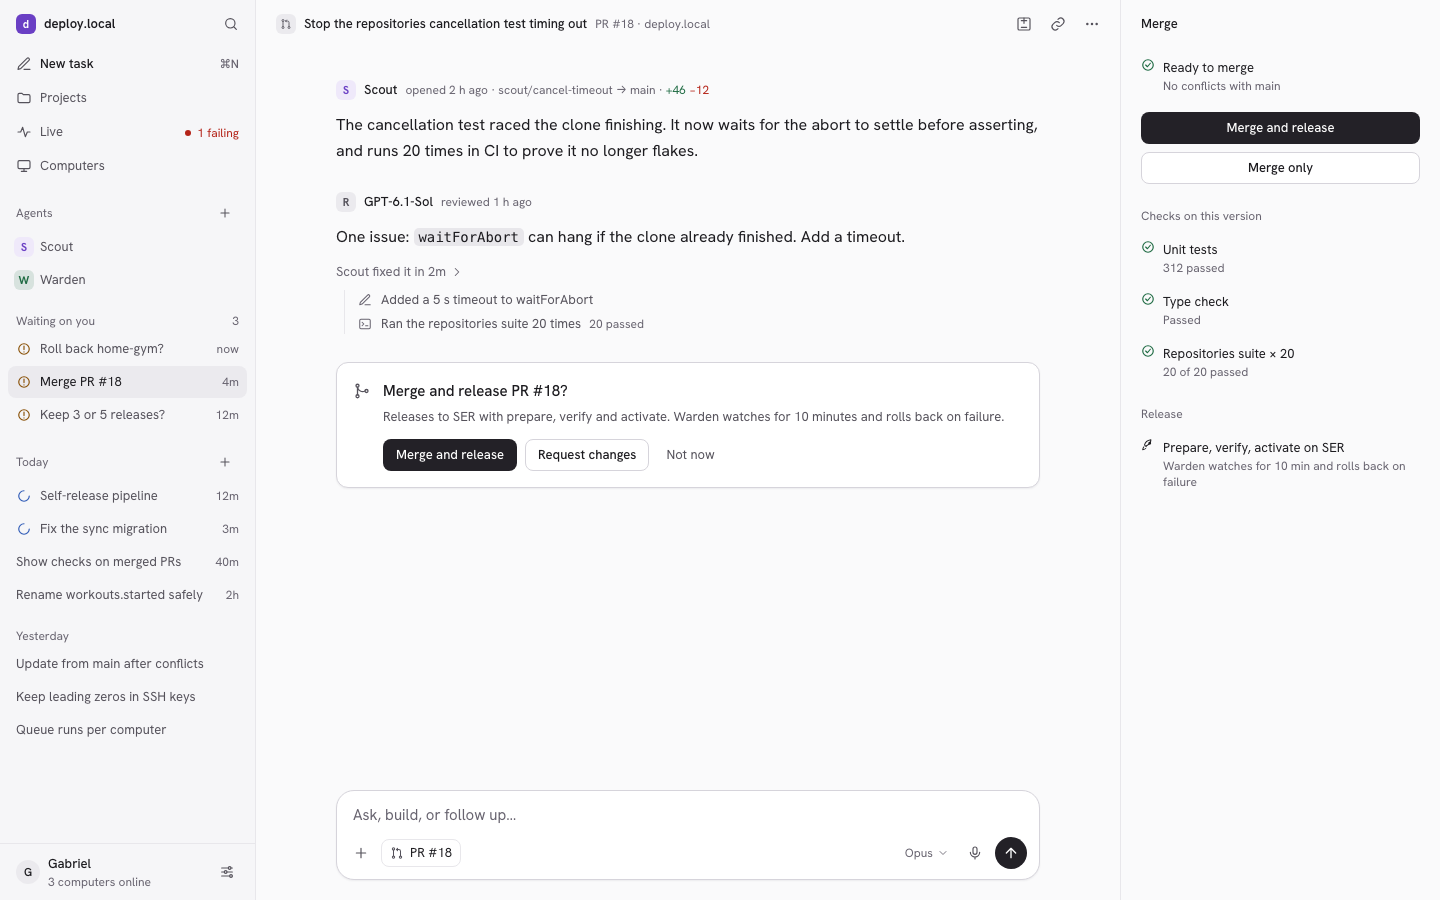 d deploy.local
New task ⌘N
Projects
Live 1 failing
Computers
Agents
S Scout
W Warden
Waiting on you 3
Roll back home-gym? now
Merge PR #18 4m
Keep 3 or 5 releases? 12m
Today
Self-release pipeline 12m
Fix the sync migration 3m
Show checks on merged PRs 40m
Rename workouts.started safely 2h
Yesterday
Update from main after conflicts
Keep leading zeros in SSH keys
Queue runs per computer
G Gabriel
3 computers online
Stop the repositories cancellation test timing out PR #18 · deploy.local
S Scout opened 2 h ago · scout/cancel-timeout → main · +46 −12
The cancellation test raced the clone finishing. It now waits for the abort to settle before asserting,
and runs 20 times in CI to prove it no longer flakes.
R GPT-6.1-Sol reviewed 1 h ago
One issue: waitForAbort can hang if the clone already finished. Add a timeout.
Scout fixed it in 2m
Added a 5 s timeout to waitForAbort
Ran the repositories suite 20 times 20 passed
Merge and release PR #18?
Releases to SER with prepare, verify and activate. Warden watches for 10 minutes and rolls back on failure.
Merge and release Request changes Not now
Ask, build, or follow up...
PR #18 Opus
Merge
Ready to merge
No conflicts with main
Merge and release
Merge only
Checks on this version
Unit tests
312 passed
Type check
Passed
Repositories suite × 20
20 of 20 passed
Release
Prepare, verify, activate on SER
Warden watches for 10 min and rolls back on
failure